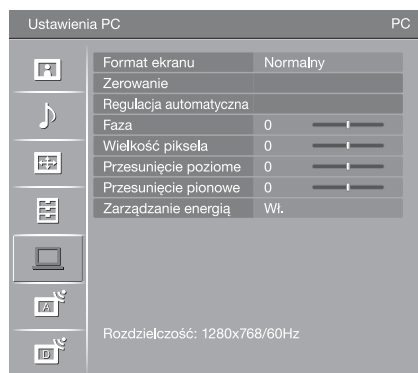 Ustawienia PC PC
Format ekranu Normalny
Zerowanie
Regulacja automatyczna
Faza 0
Wielkość piksela 0
Przesunięcie poziome 0
Przesunięcie pionowe 0
Zarządzanie energią Wł.
A
D
Rozdzielczość: 1280x768/60Hz